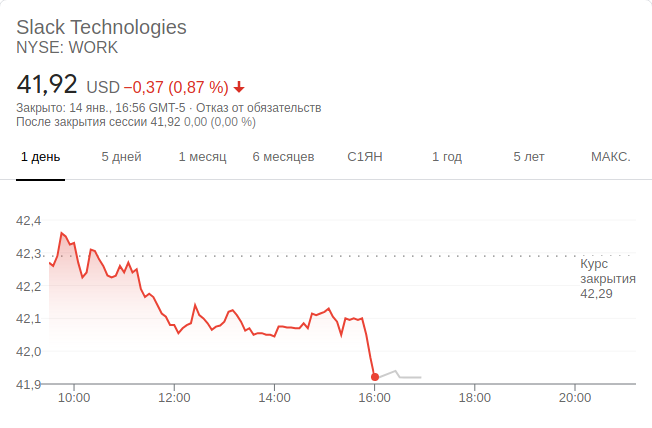 Slack Technologies
NYSE: WORK
41,92 USD −0,37 (0,87 %)
Закрыто: 14 янв., 16:56 GMT-5 · Отказ от обязательств
После закрытия сессии 41,92 0,00 (0,00 %)
1 день 5 дней 1 месяц 6 месяцев С1ЯН 1 год 5 лет МАКС.
42,4
42,3
Курс
закрытия
42,29
42,2
42,1
42,0
41,9
10:00 12:00 14:00 16:00 18:00 20:00